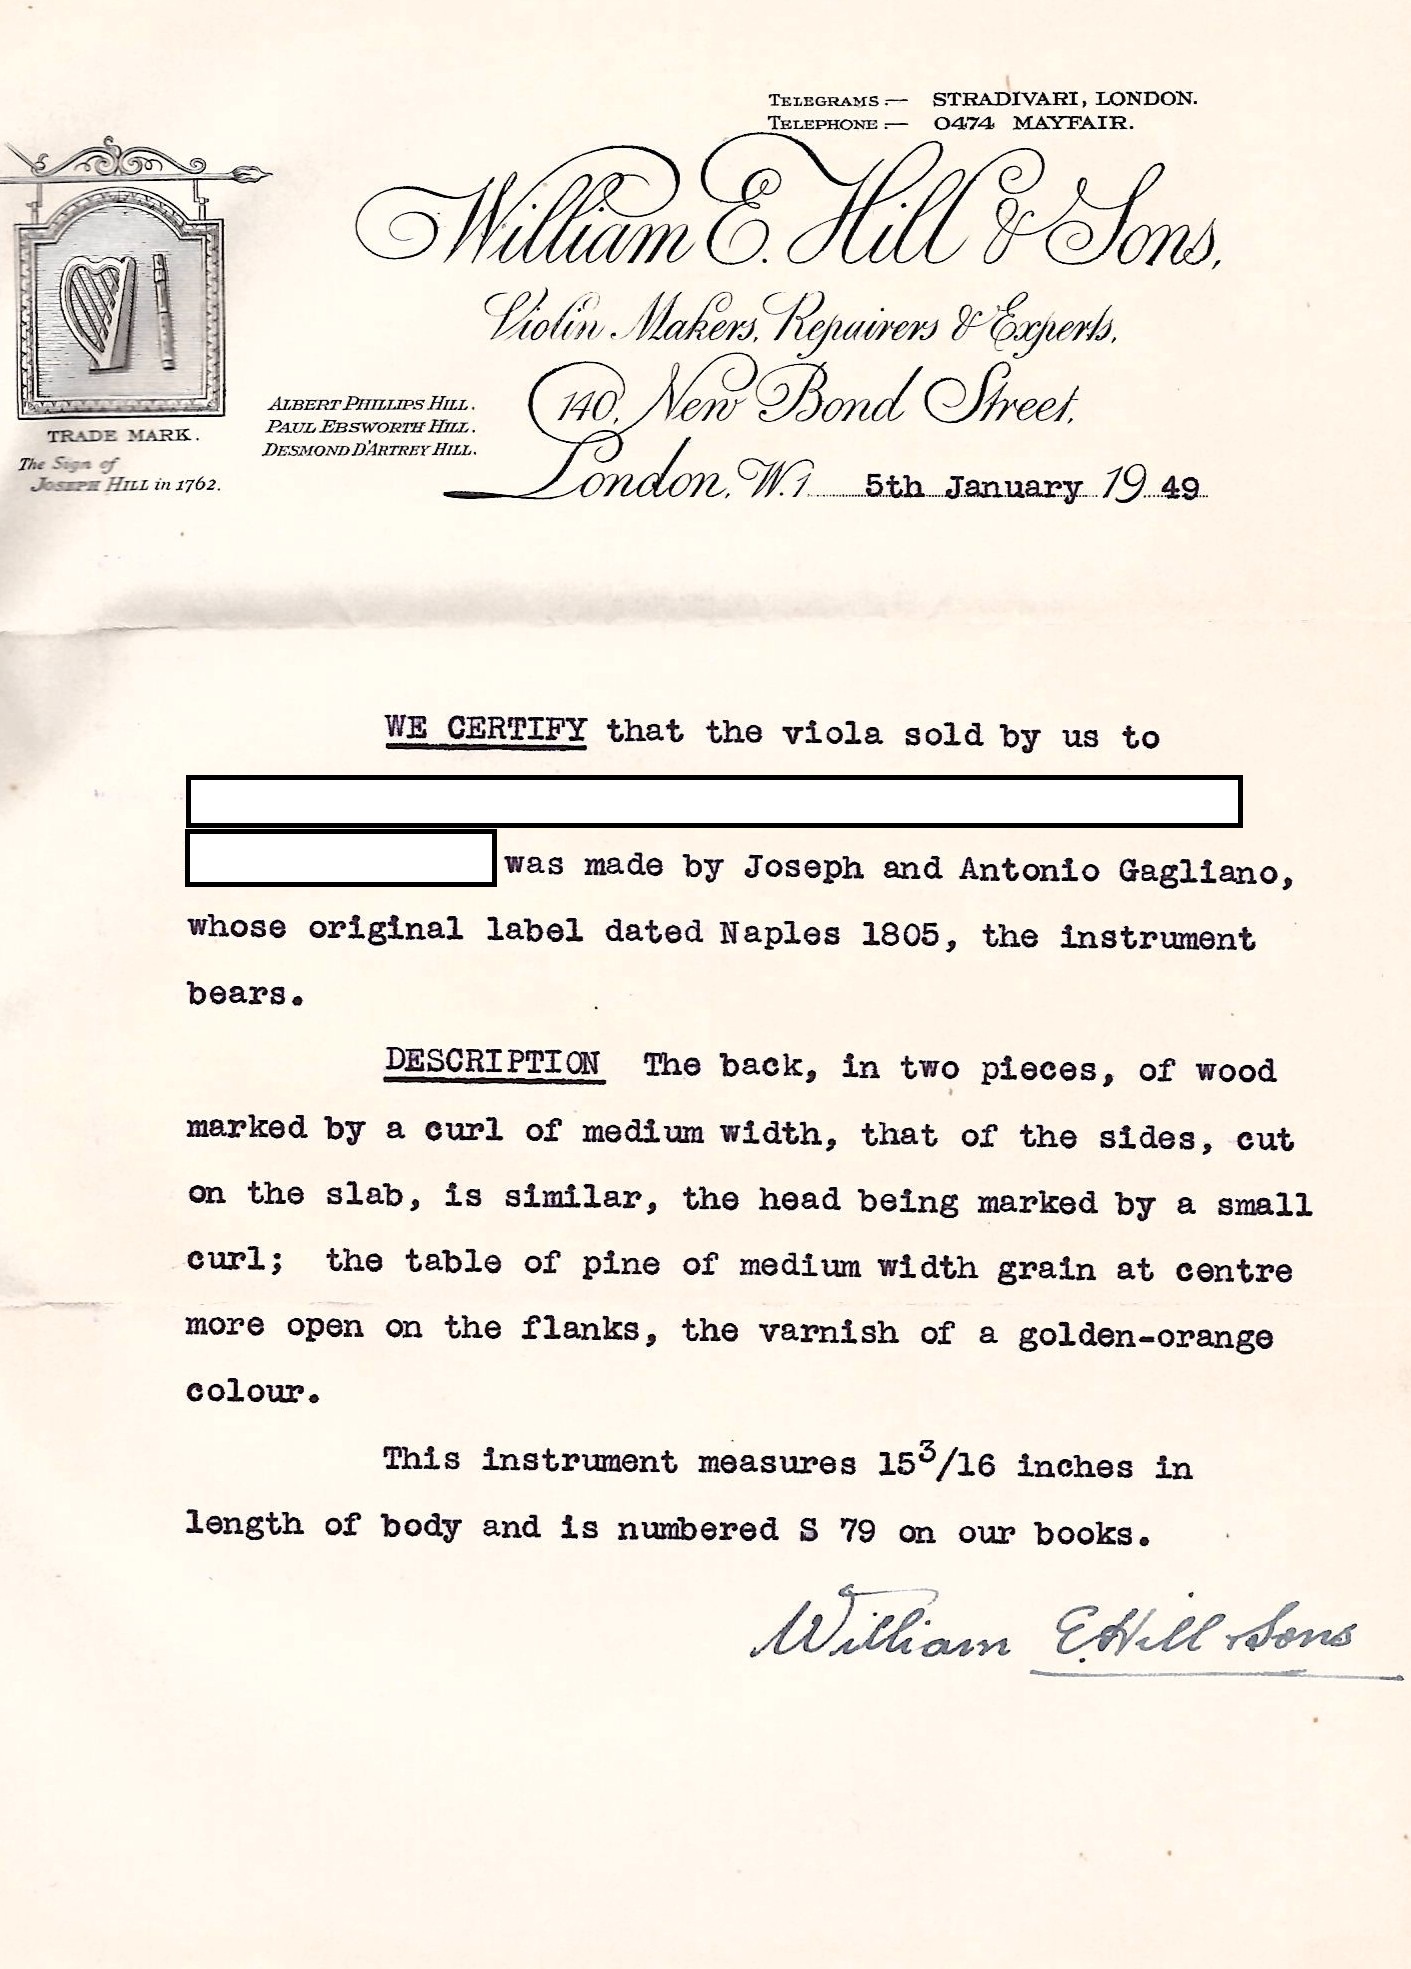 TELEGRAMS :— STRADIVARI, LONDON.
TELEPHONE :— 0474 MAYFAIR.
William E. Hill & Sons,
Violin Makers, Repairers & Experts,
140, New Bond Street,
London, W.1 5th January 19 49
ALBERT PHILLIPS HILL.
PAUL EBSWORTH HILL.
DESMOND D'ARTREY HILL.
TRADE MARK.
The Sign of
JOSEPH HILL in 1762.
WE CERTIFY that the viola sold by us to
was made by Joseph and Antonio Gagliano,
whose original label dated Naples 1805, the instrument
bears.
DESCRIPTION The back, in two pieces, of wood
marked by a curl of medium width, that of the sides, cut
on the slab, is similar, the head being marked by a small
curl; the table of pine of medium width grain at centre
more open on the flanks, the varnish of a golden-orange
colour.
This instrument measures 15 3/16 inches in
length of body and is numbered S 79 on our books.
William E. Hill & Sons